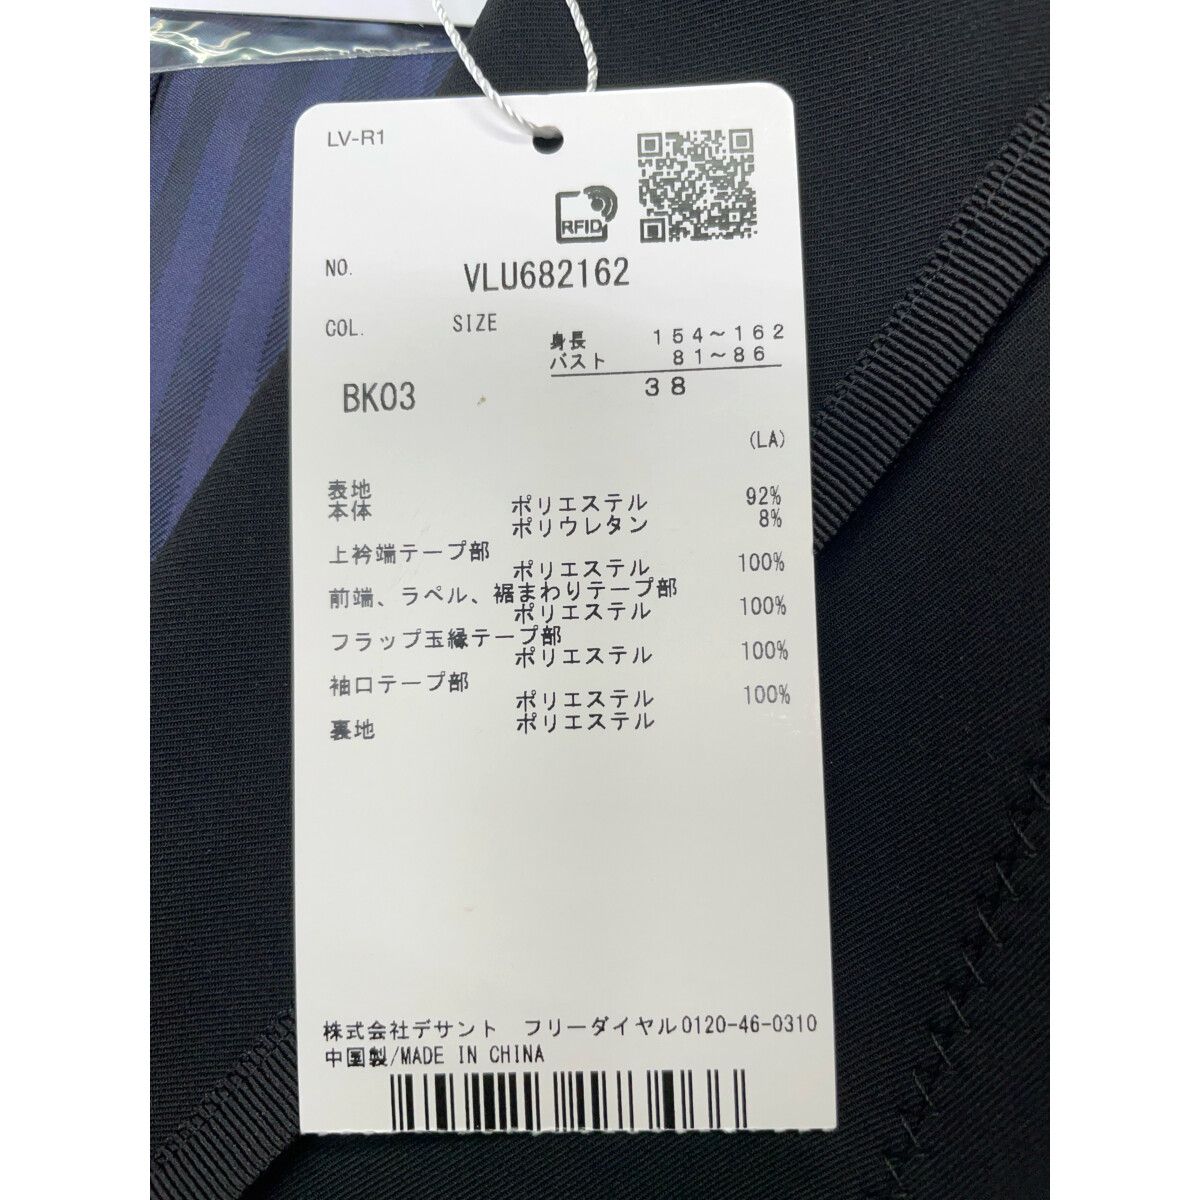 LV-R1
RFID
NO. VLU682162
COL. SIZE
身長 154~162
バスト 81~86
38
BK03
(LA)
表地
本体 ポリエステル 92%
ポリウレタン 8%
上衿端テープ部
ポリエステル 100%
前端、ラペル、裾まわりテープ部
ポリエステル 100%
フラップ玉縁テープ部
ポリエステル 100%
袖口テープ部
ポリエステル 100%
裏地 ポリエステル
株式会社デサント フリーダイヤル0120-46-0310
中国製/MADE IN CHINA